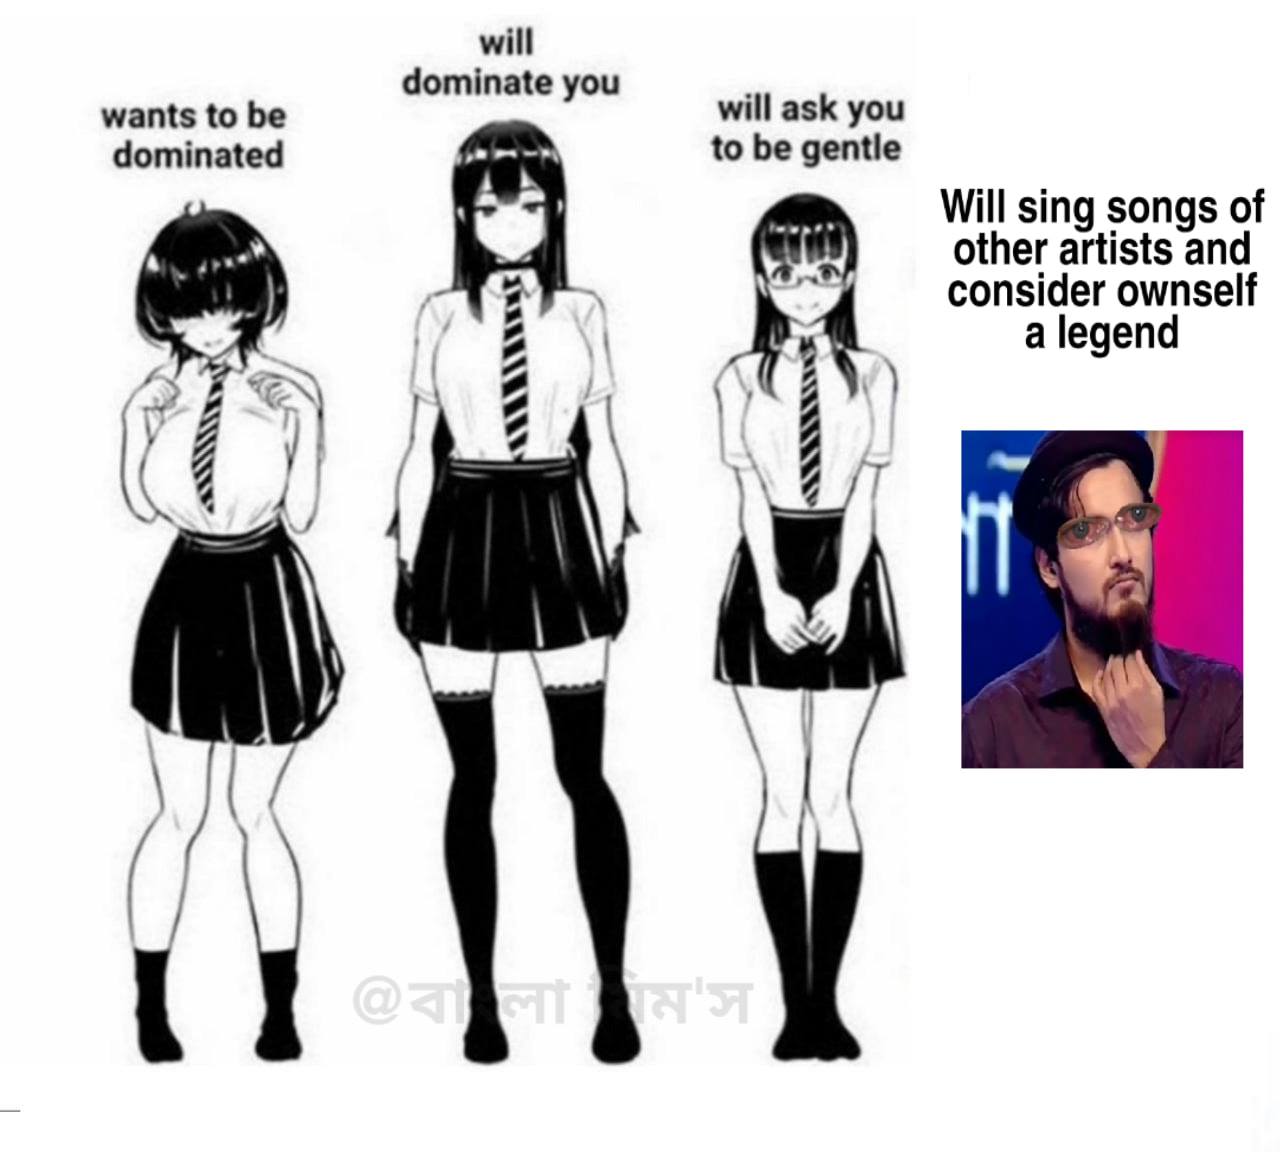 wants to be
dominated
will
dominate you
will ask you
to be gentle
Will sing songs of
other artists and
consider ownself
a legend
@বাংলা মিম'স